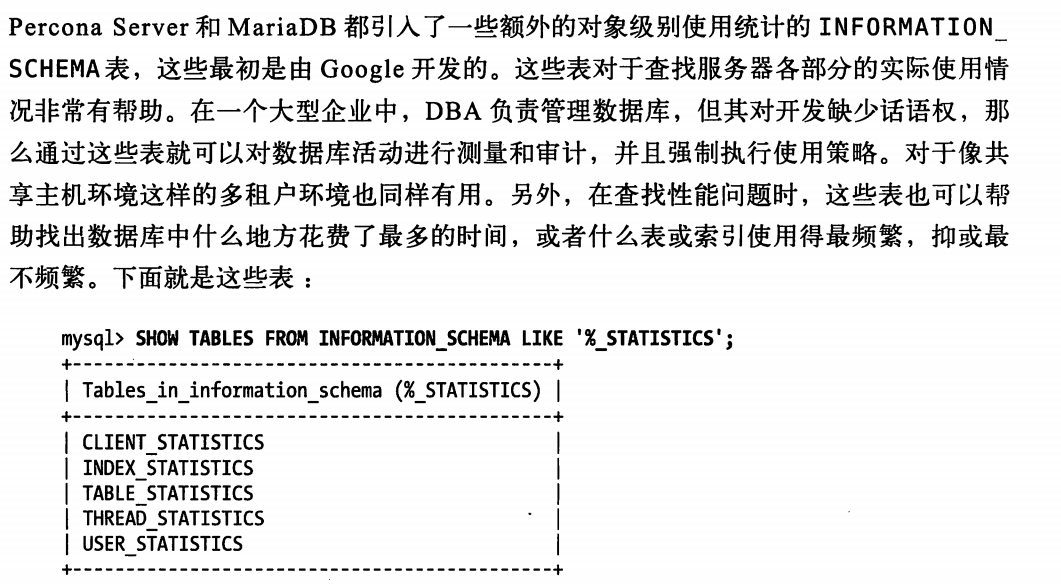 Percona Server 和 MariaDB 都引入了一些额外的对象级别使用统计的 INFORMATION_
SCHEMA 表，这些最初是由 Google 开发的。这些表对于查找服务器各部分的实际使用情
况非常有帮助。在一个大型企业中，DBA 负责管理数据库，但其对开发缺少话语权，那
么通过这些表就可以对数据库活动进行测量和审计，并且强制执行使用策略。对于像共
享主机环境这样的多租户环境也同样有用。另外，在查找性能问题时，这些表也可以帮
助找出数据库中什么地方花费了最多的时间，或者什么表或索引使用得最频繁，抑或最
不频繁。下面就是这些表：
mysql> SHOW TABLES FROM INFORMATION_SCHEMA LIKE '%_STATISTICS';
+---------------------------------------------+
| Tables_in_information_schema (%_STATISTICS) |
+---------------------------------------------+
| CLIENT_STATISTICS                           |
| INDEX_STATISTICS                            |
| TABLE_STATISTICS                            |
| THREAD_STATISTICS                           |
| USER_STATISTICS                             |
+---------------------------------------------+